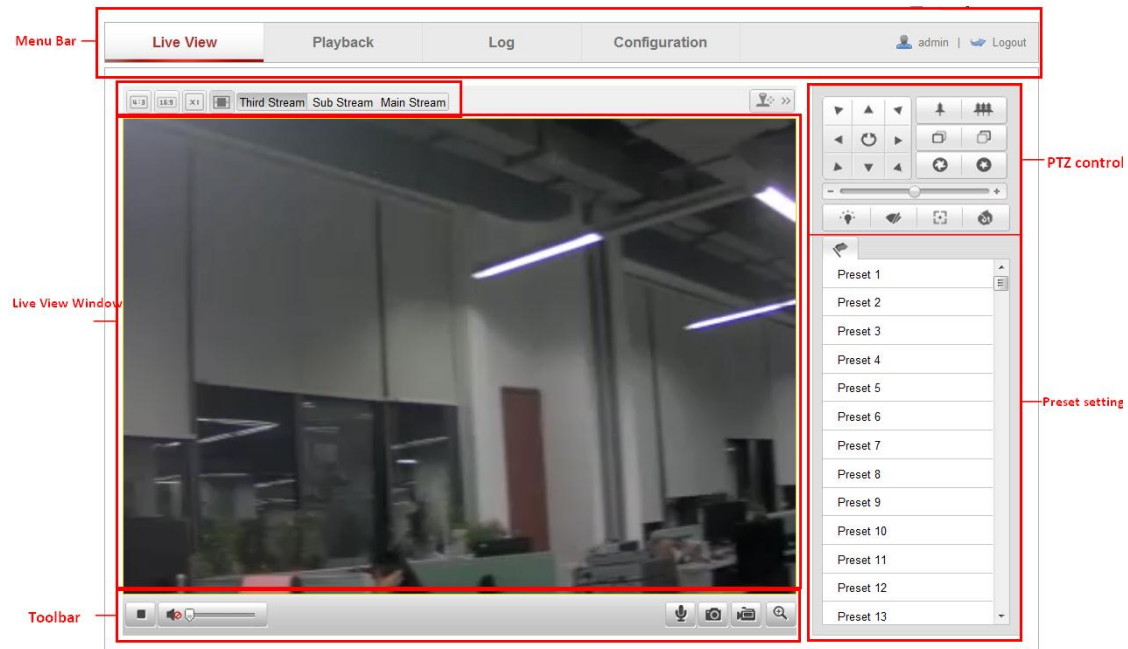 Menu Bar
Live View Playback Log Configuration admin | Logout
4:3 16:9 X1 Third Stream Sub Stream Main Stream
PTZ control
Live View Window
Preset 1
Preset 2
Preset 3
Preset 4
Preset 5
Preset 6
Preset 7
Preset 8
Preset 9
Preset 10
Preset 11
Preset 12
Preset 13
Preset setting
Toolbar